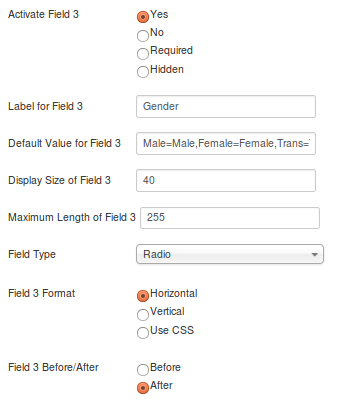 Activate Field 3 Yes
No
Required
Hidden
Label for Field 3 Gender
Default Value for Field 3 Male=Male,Female=Female,Trans=
Display Size of Field 3 40
Maximum Length of Field 3 255
Field Type Radio
Field 3 Format Horizontal
Vertical
Use CSS
Field 3 Before/After Before
After